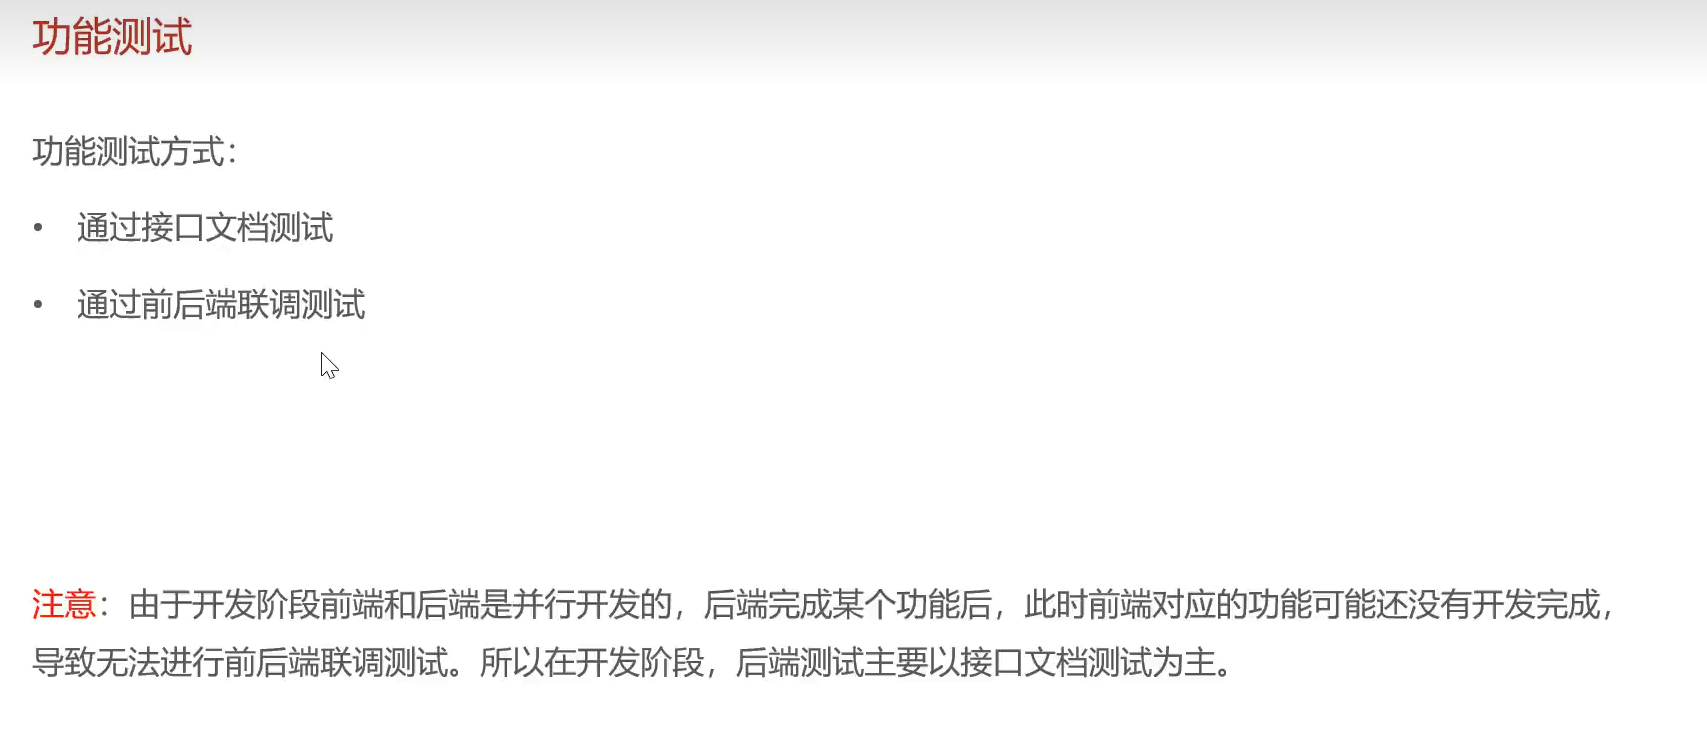 功能测试
功能测试方式：
• 通过接口文档测试
• 通过前后端联调测试
注意：由于开发阶段前端和后端是并行开发的，后端完成某个功能后，此时前端对应的功能可能还没有开发完成，
导致无法进行前后端联调测试。所以在开发阶段，后端测试主要以接口文档测试为主。